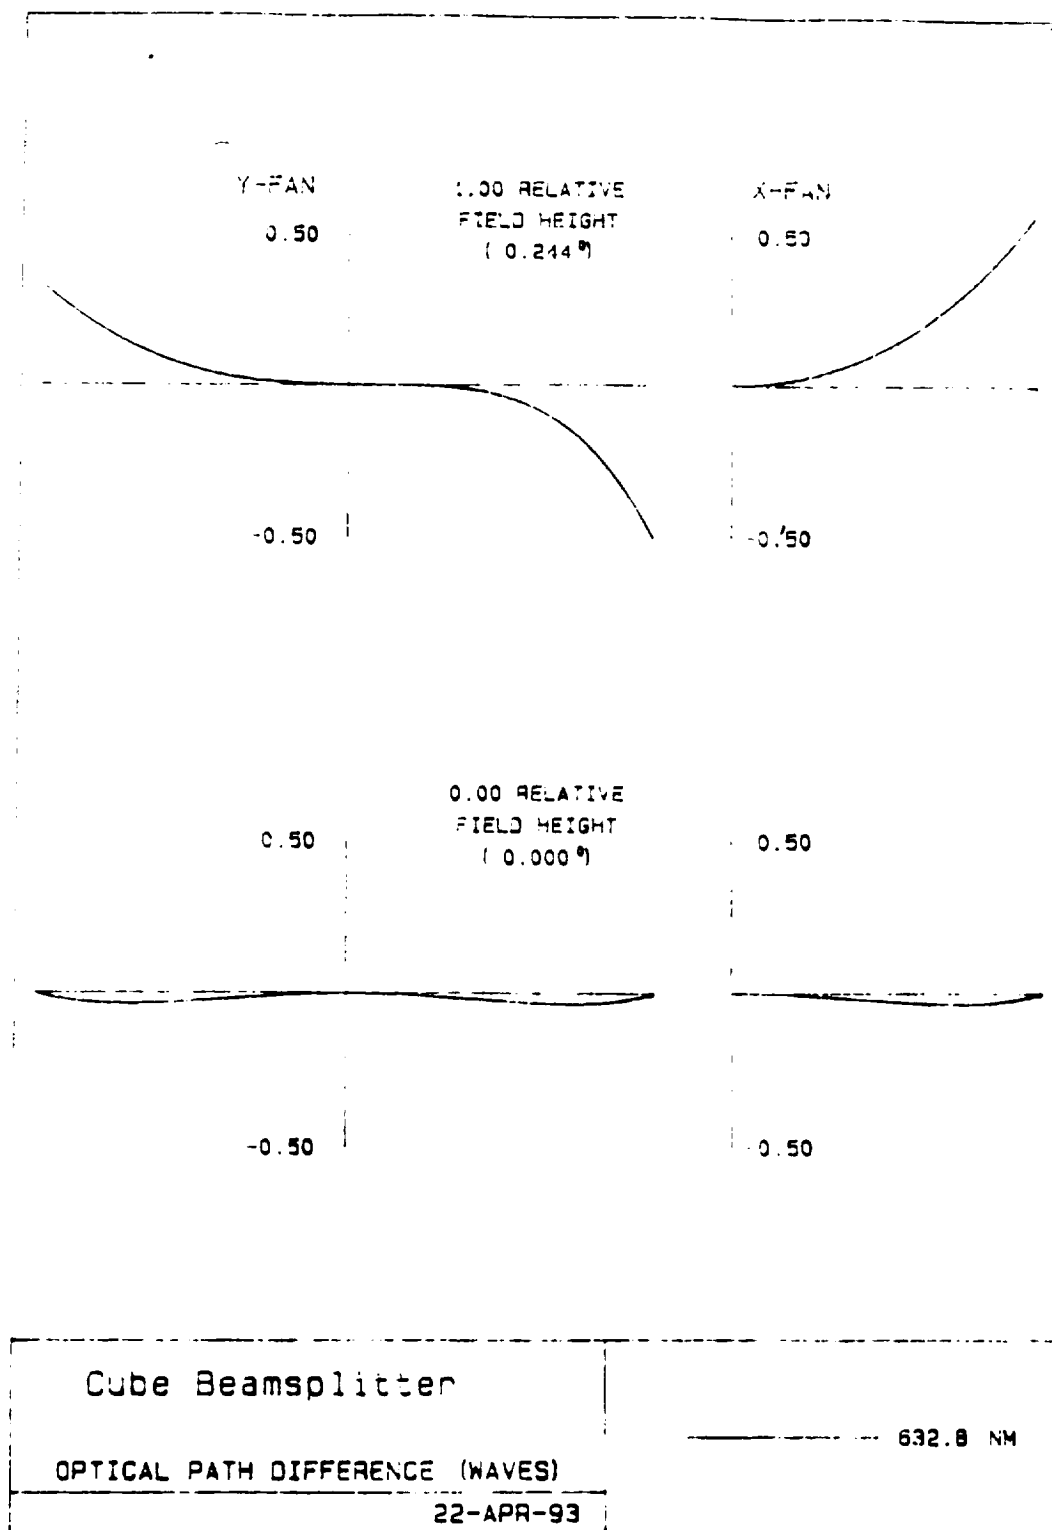 Y-FAN
1.00 RELATIVE
FIELD HEIGHT
( 0.244°)
X-FAN
0.50
0.50
-0.50
-0.50
0.00 RELATIVE
FIELD HEIGHT
( 0.000°)
0.50
0.50
-0.50
-0.50
Cube Beamsplitter
632.8 NM
OPTICAL PATH DIFFERENCE (WAVES)
22-APR-93